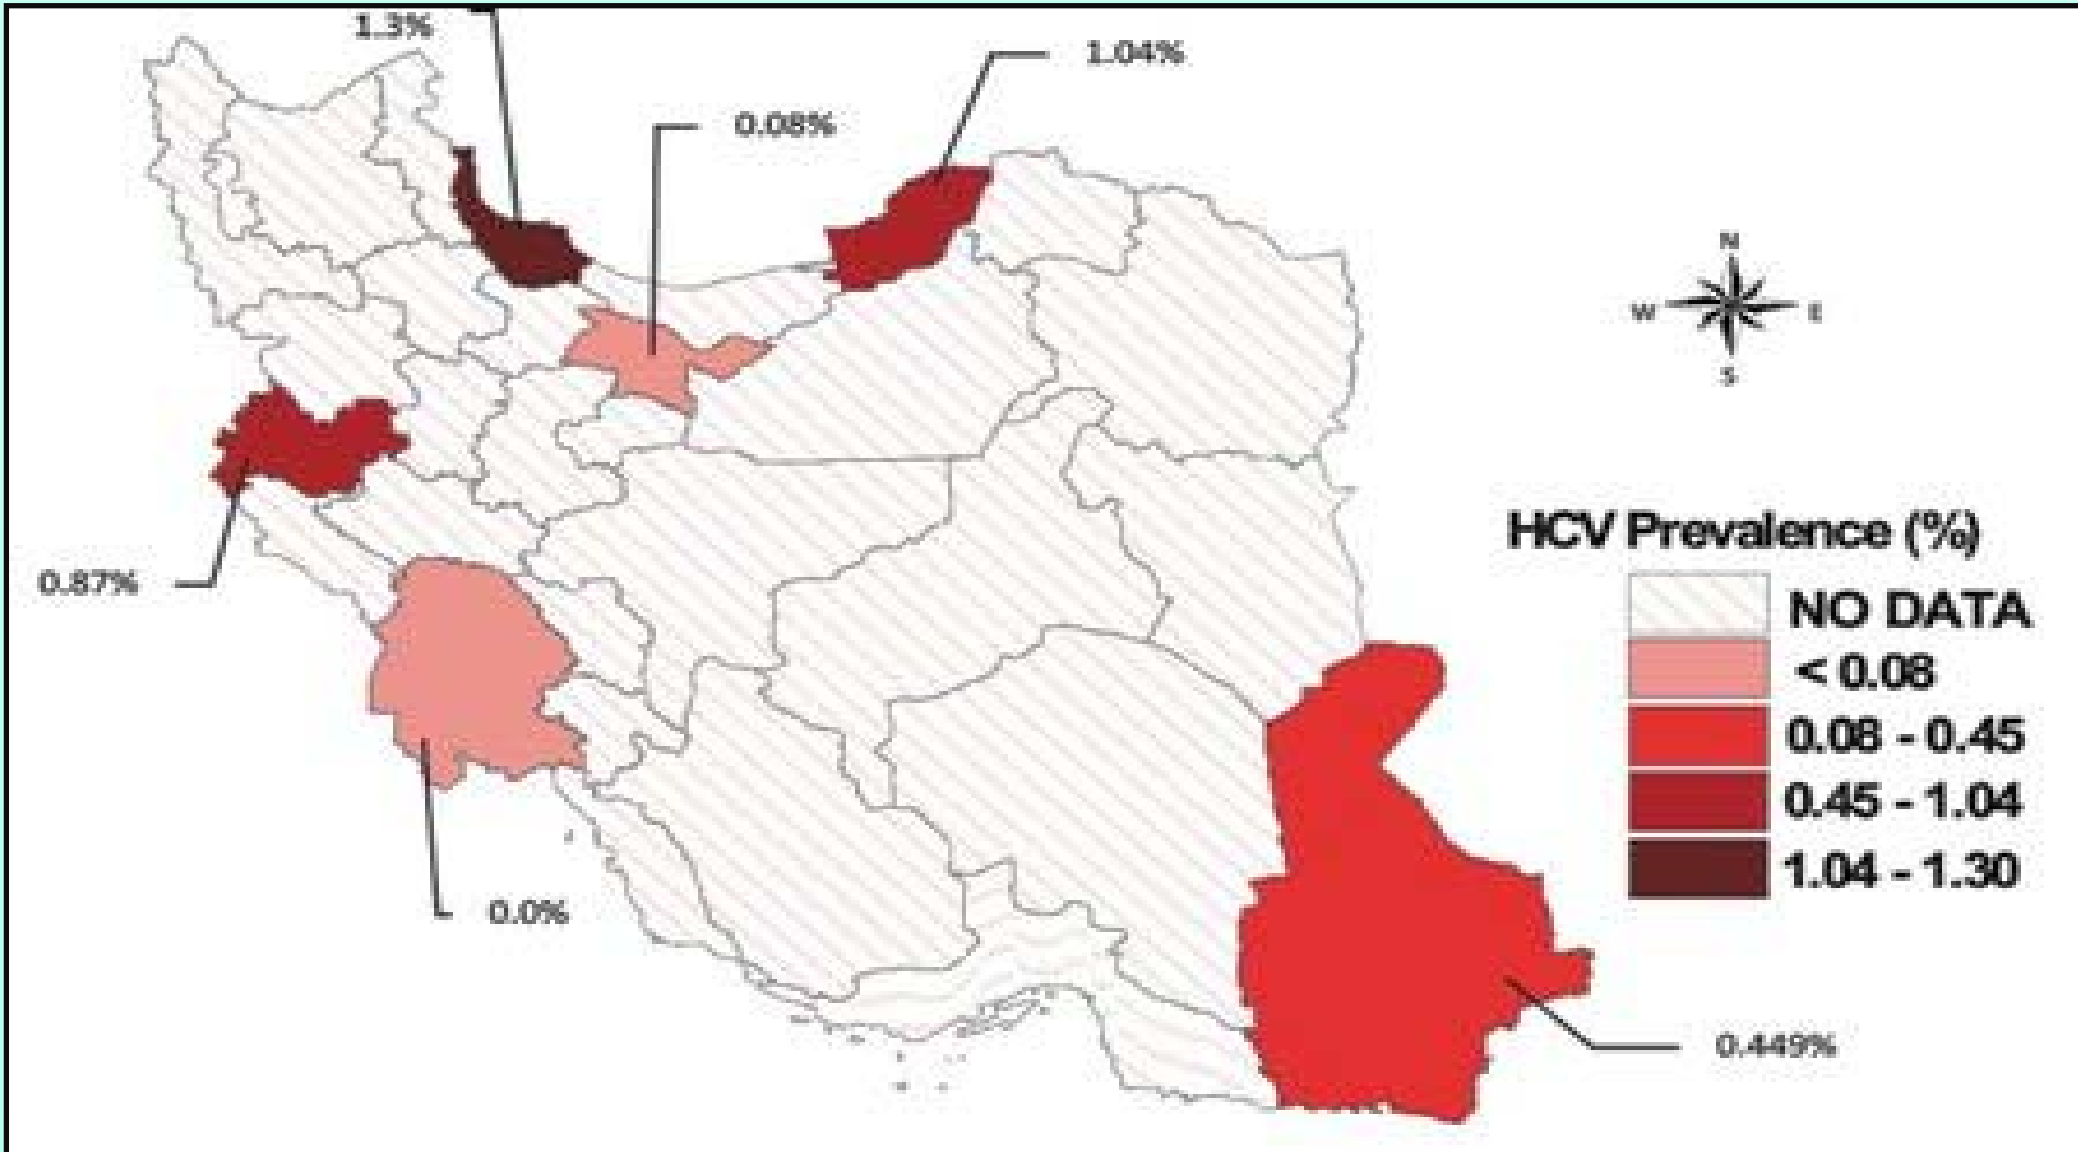 1.3%
1.04%
0.08%
N
W
E
S
0.87%
0.0%
0.449%
HCV Prevalence (%)
NO DATA
< 0.08
0.08 - 0.45
0.45 - 1.04
1.04 - 1.30